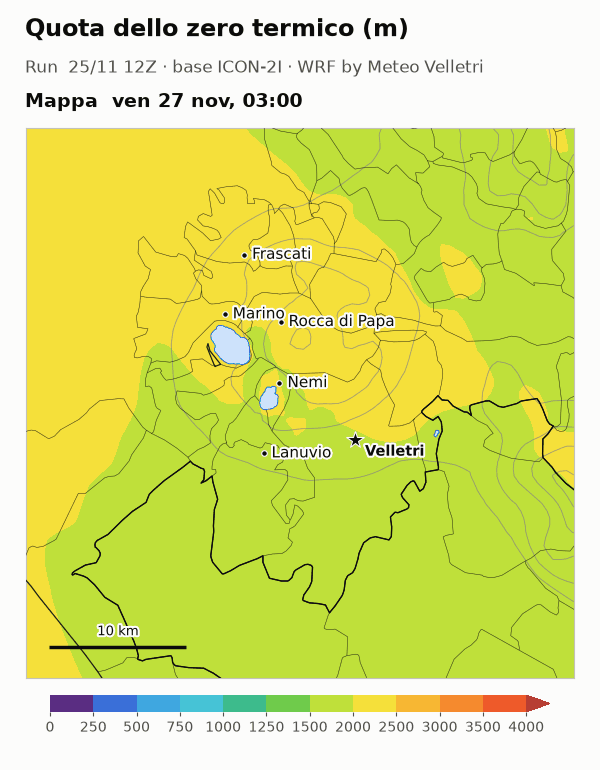 Quota dello zero termico (m)
Run  25/11 12Z · base ICON-2I · WRF by Meteo Velletri
Mappa  ven 27 nov, 03:00
Frascati
Marino
Rocca di Papa
Nemi
Lanuvio
Velletri
10 km
0 250 500 750 1000 1250 1500 2000 2500 3000 3500 4000